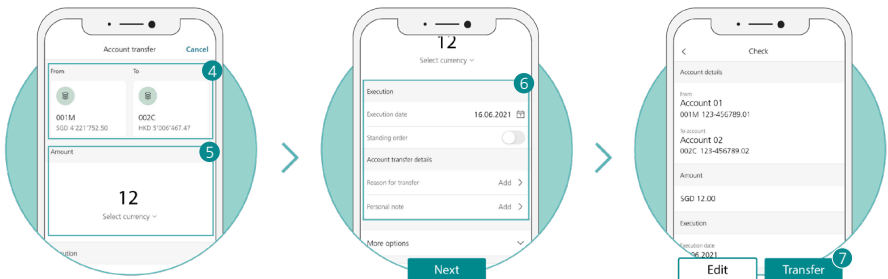 Account transfer Cancel
From To
4
001M 002C
SGD 4'221'752.50 HKD 5'006'467.47
Amount
5
12
Select currency
12
Select currency
6
Execution
Execution date 16.06.2021
Standing order
Account transfer details
Reason for transfer Add
Personal note Add
More options
Next
Check
Account details
From
Account 01
001M 123-456789.01
To account
Account 02
002C 123-456789.02
Amount
SGD 12.00
Execution
Execution date
7
Edit Transfer